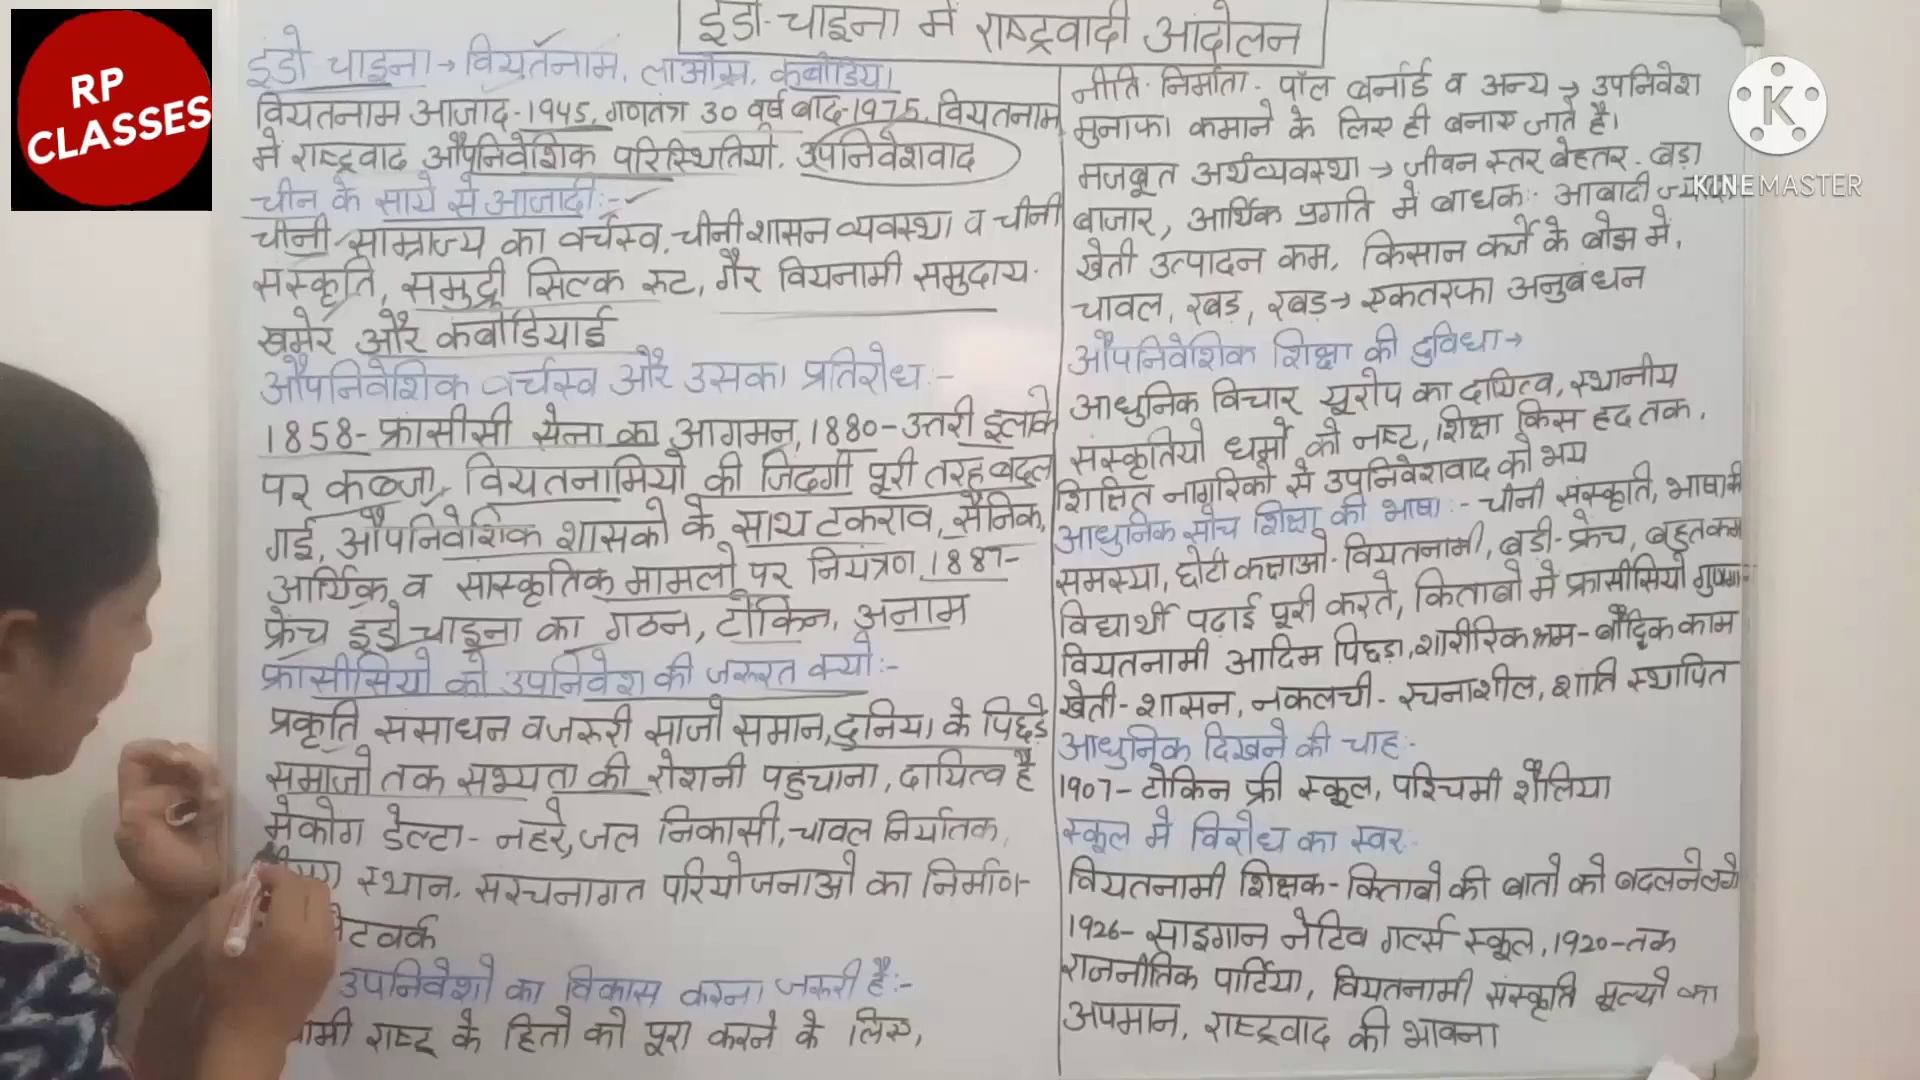 इंडो-चाइना में राष्ट्रवादी आंदोलन
RP
CLASSES
इंडो चाइना → वियतनाम, लाओस, कंबोडिया
वियतनाम आजाद-1945, गणतंत्र 30 वर्ष बाद-1975, वियतनाम
में राष्ट्रवाद औपनिवेशिक परिस्थितियो, उपनिवेशवाद
चीन के साये से आजादी:-
चीनी साम्राज्य का वर्चस्व, चीनी शासन व्यवस्था व चीनी
संस्कृति, समुद्री सिल्क रुट, गैर वियनामी समुदाय
खमेर और कंबोडियाई
औपनिवेशिक वर्चस्व और उसका प्रतिरोध:-
1858- फ्रांसीसी सेना का आगमन, 1880-उत्तरी इलाके
पर कब्जा, वियतनामियो की जिंदगी पूरी तरह बदल
गई, औपनिवेशिक शासको के साथ टकराव, सैनिक,
आर्थिक व सांस्कृतिक मामलो पर नियंत्रण, 1887-
फ्रेंच इंडो चाइना का गठन, टोंकिन, अनाम
फ्रांसीसियो को उपनिवेश की जरूरत क्यो:-
प्रकृति संसाधन व जरूरी साजो समान, दुनिया के पिछड़े
समाजो तक सभ्यता की रोशनी पहुंचाना, दायित्व है
मेकोंग डेल्टा- नहरे, जल निकासी, चावल निर्यातक,
स्थान, संरचनागत परियोजनाओ का निर्माण-
नेटवर्क
उपनिवेशो का विकास करना जरूरी है:-
राष्ट्र के हितो को पूरा करने के लिए,
नीति निर्माता- पॉल बर्नार्ड व अन्य → उपनिवेश
मुनाफा कमाने के लिए ही बनाए जाते है।
मजबूत अर्थव्यवस्था → जीवन स्तर बेहतर, बड़ा
बाजार, आर्थिक प्रगति में बाधक:- आबादी
खेती उत्पादन कम, किसान कर्जे के बोझ में,
चावल, रबड़, रबड़→ एकतरफा अनुबंधन
औपनिवेशिक शिक्षा की दुविधा→
आधुनिक विचार यूरोप का दायित्व, स्थानीय
संस्कृतियो धर्मो को नष्ट, शिक्षा किस हद तक,
शिक्षित नागरिको से उपनिवेशवाद को भय
आधुनिक सोच शिक्षा की भाषा:- चीनी संस्कृति, भाषा की
समस्या, छोटी कक्षाओ- वियतनामी, बड़ी-फ्रेंच, बहुत कम
विद्यार्थी पढ़ाई पूरी करते, किताबो में फ्रांसीसियो
वियतनामी आदिम पिछड़ा, शारीरिक श्रम-बौद्धिक काम
खेती- शासन, नकलची- रचनाशील, शांति स्थापित
आधुनिक दिखने की चाह:-
1907- टोंकिन फ्री स्कूल, पश्चिमी शैलिया
स्कूल में विरोध का स्वर-
वियतनामी शिक्षक- किताबो की बातो को बदलने लगे
1926- साइगॉन नेटिव गर्ल्स स्कूल, 1920-तक
राजनीतिक पार्टिया, वियतनामी संस्कृति मूल्यो का
अपमान, राष्ट्रवाद की भावना
K
KINEMASTER